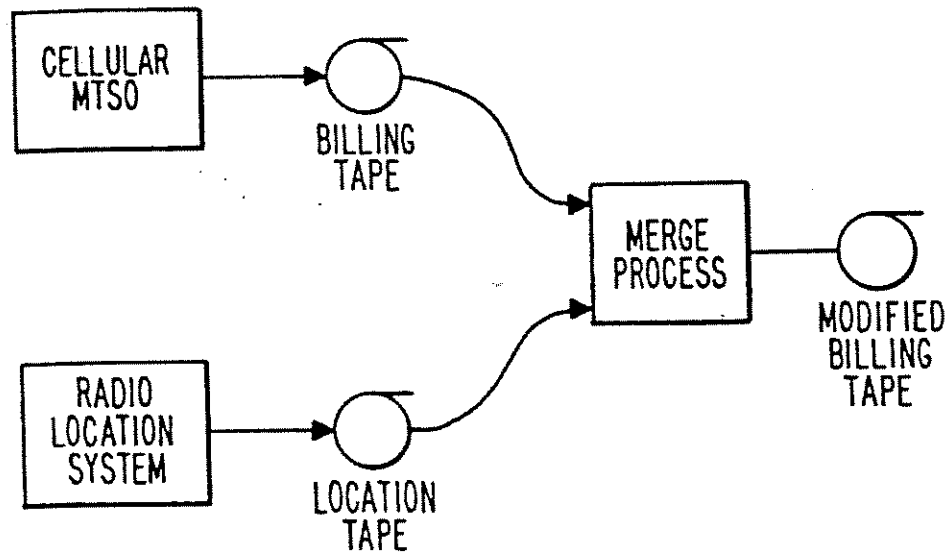 CELLULAR
MTSO
BILLING
TAPE
MERGE
PROCESS
MODIFIED
BILLING
TAPE
RADIO
LOCATION
SYSTEM
LOCATION
TAPE